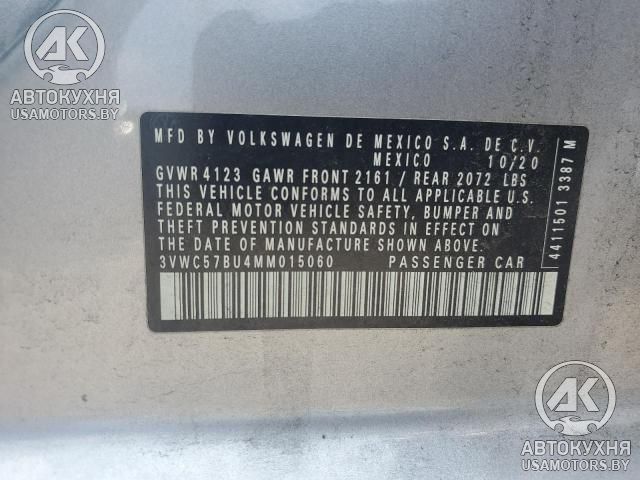 АК
АВТОКУХНЯ
USAMOTORS.BY
MFD BY VOLKSWAGEN DE MEXICO S.A. DE C.V.
MEXICO 10/20
GVWR 4123 GAWR FRONT 2161 / REAR 2072 LBS
THIS VEHICLE CONFORMS TO ALL APPLICABLE U.S.
FEDERAL MOTOR VEHICLE SAFETY, BUMPER AND
THEFT PREVENTION STANDARDS IN EFFECT ON
THE DATE OF MANUFACTURE SHOWN ABOVE.
3VWC57BU4MM015060 PASSENGER CAR
4411501 3387 M
АК
АВТОКУХНЯ
USAMOTORS.BY